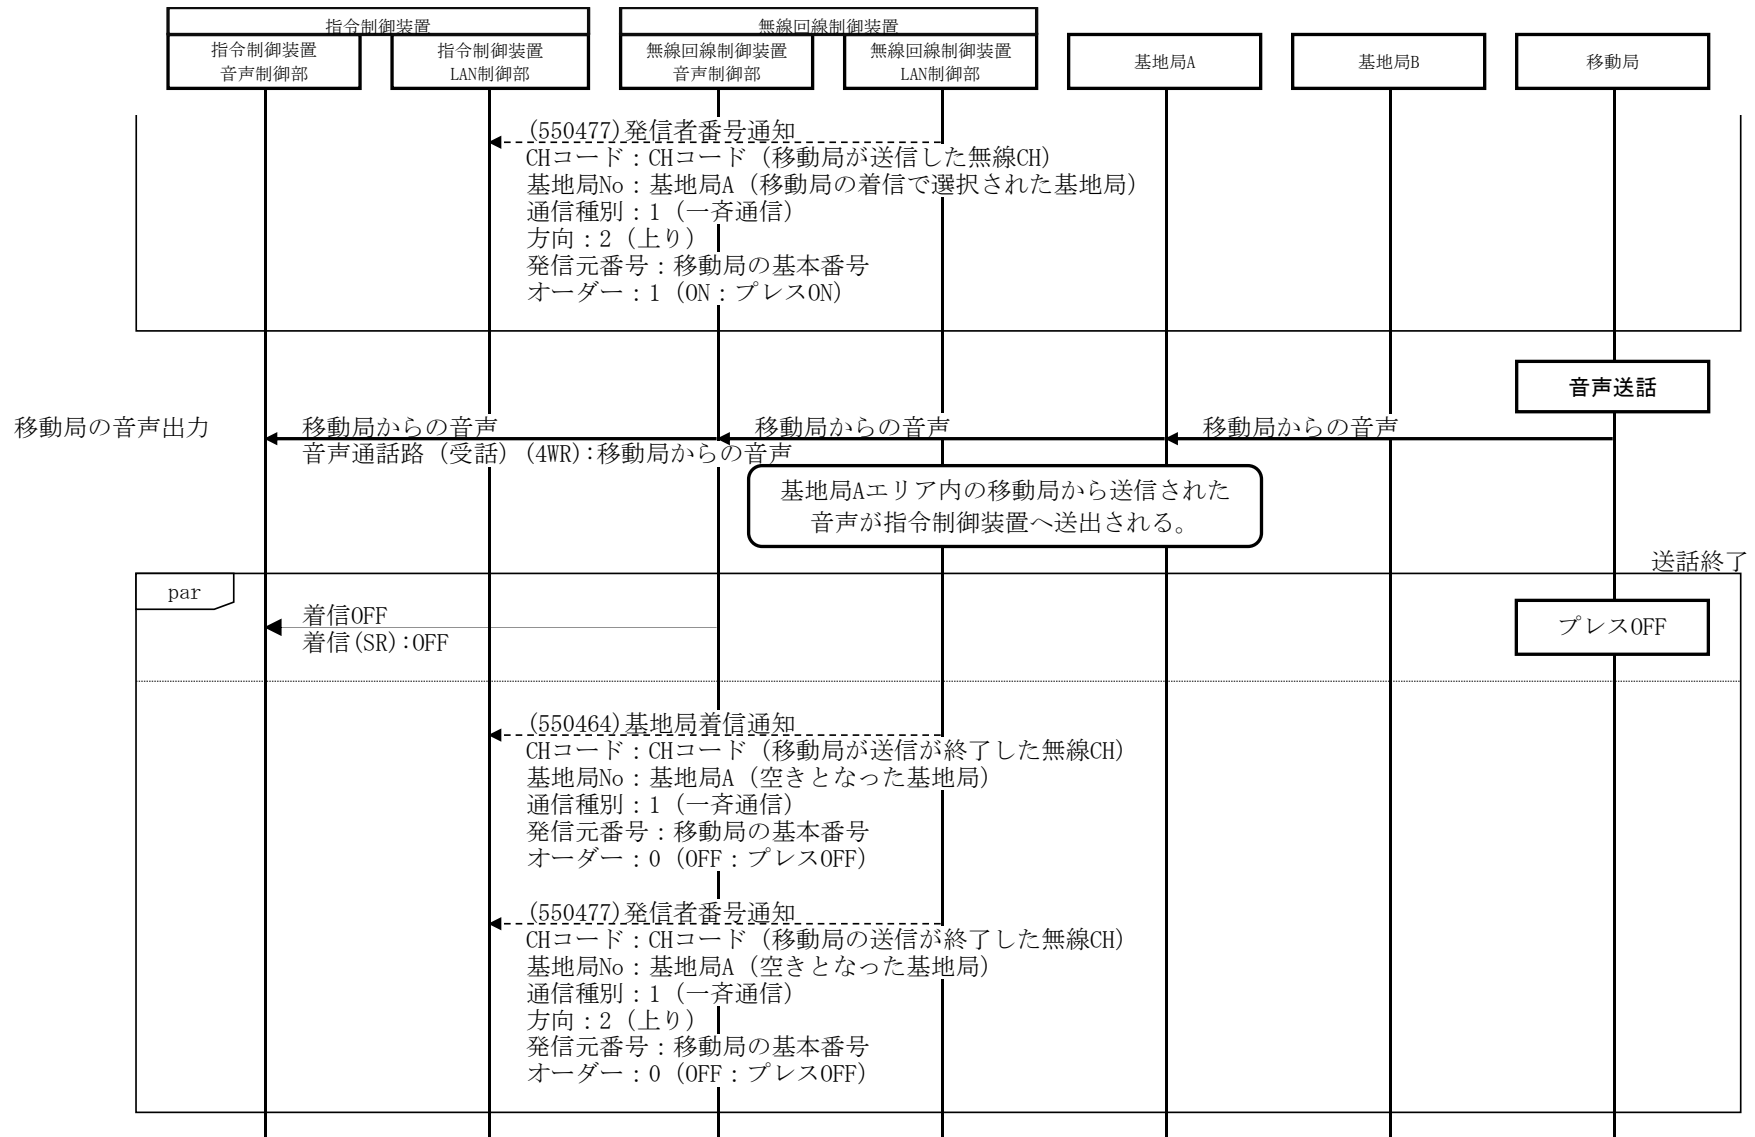 指令制御装置
無線回線制御装置
指令制御装置
音声制御部
指令制御装置
LAN制御部
無線回線制御装置
音声制御部
無線回線制御装置
LAN制御部
基地局A
基地局B
移動局
(550477)発信者番号通知
CHコード：CHコード（移動局が送信した無線CH）
基地局No：基地局A（移動局の着信で選択された基地局）
通信種別：1（一斉通信）
方向：2（上り）
発信元番号：移動局の基本番号
オーダー：1（ON：プレスON）
音声送話
移動局の音声出力
移動局からの音声
移動局からの音声
移動局からの音声
音声通話路（受話）(4WR):移動局からの音声
基地局Aエリア内の移動局から送信された
音声が指令制御装置へ送出される。
送話終了
par
着信OFF
着信(SR):OFF
プレスOFF
(550464)基地局着信通知
CHコード：CHコード（移動局が送信が終了した無線CH）
基地局No：基地局A（空きとなった基地局）
通信種別：1（一斉通信）
発信元番号：移動局の基本番号
オーダー：0（OFF：プレスOFF）
(550477)発信者番号通知
CHコード：CHコード（移動局の送信が終了した無線CH）
基地局No：基地局A（空きとなった基地局）
通信種別：1（一斉通信）
方向：2（上り）
発信元番号：移動局の基本番号
オーダー：0（OFF：プレスOFF）